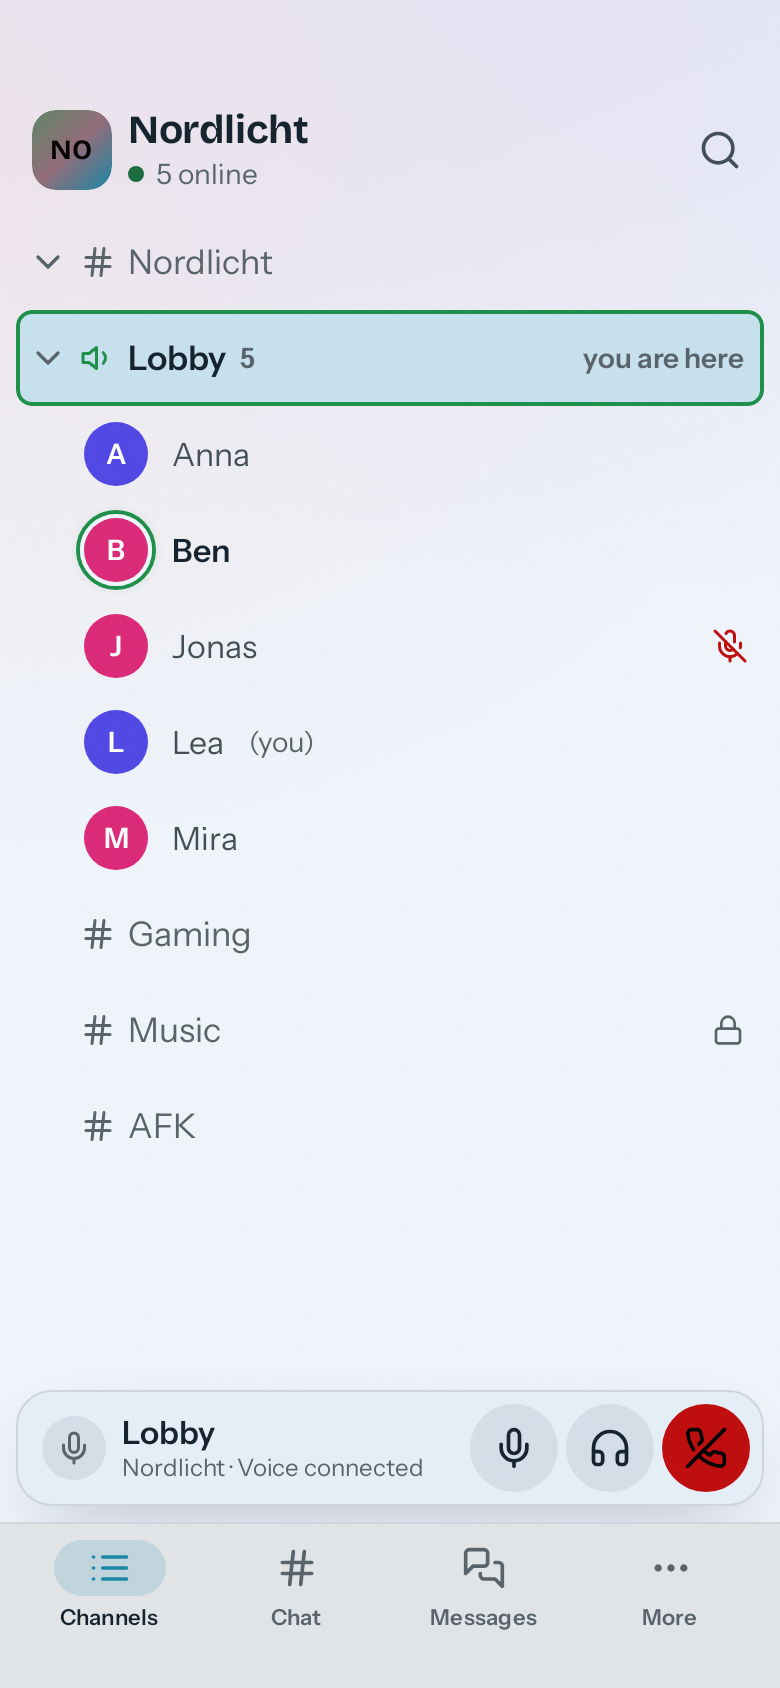 NO
Nordlicht
5 online
# Nordlicht
Lobby 5 you are here
A Anna
B Ben
J Jonas
L Lea (you)
M Mira
# Gaming
# Music
# AFK
Lobby
Nordlicht · Voice connected
Channels Chat Messages More